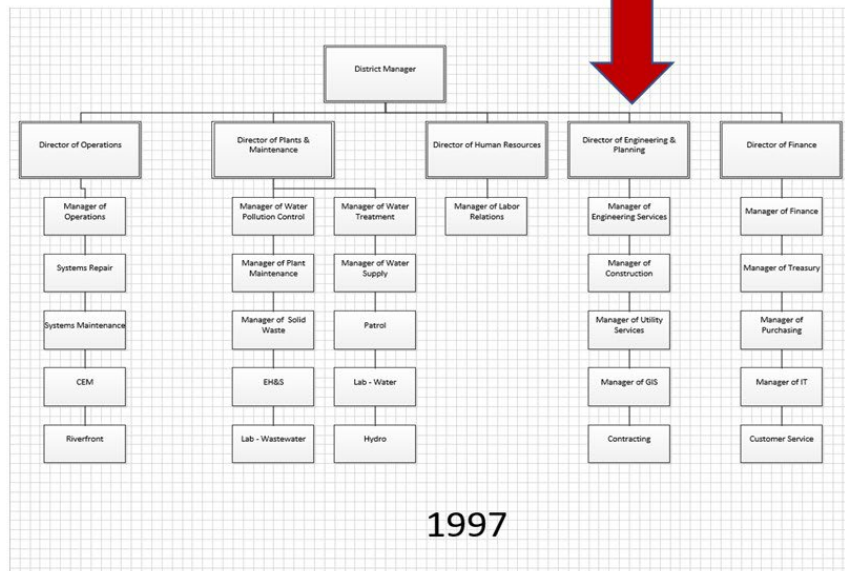 District Manager
Director of Operations
Director of Plants &
Maintenance
Director of Human Resources
Director of Engineering &
Planning
Director of Finance
Manager of
Operations
Manager of Water
Pollution Control
Manager of Water
Treatment
Manager of Labor
Relations
Manager of
Engineering Services
Manager of Finance
Systems Repair
Manager of Plant
Maintenance
Manager of Water
Supply
Manager of
Construction
Manager of Treasury
Systems Maintenance
Manager of Solid
Waste
Patrol
Manager of Utility
Services
Manager of
Purchasing
CEM
EH&S
Lab - Water
Manager of GIS
Manager of IT
Riverfront
Lab - Wastewater
Hydro
Contracting
Customer Service
1997